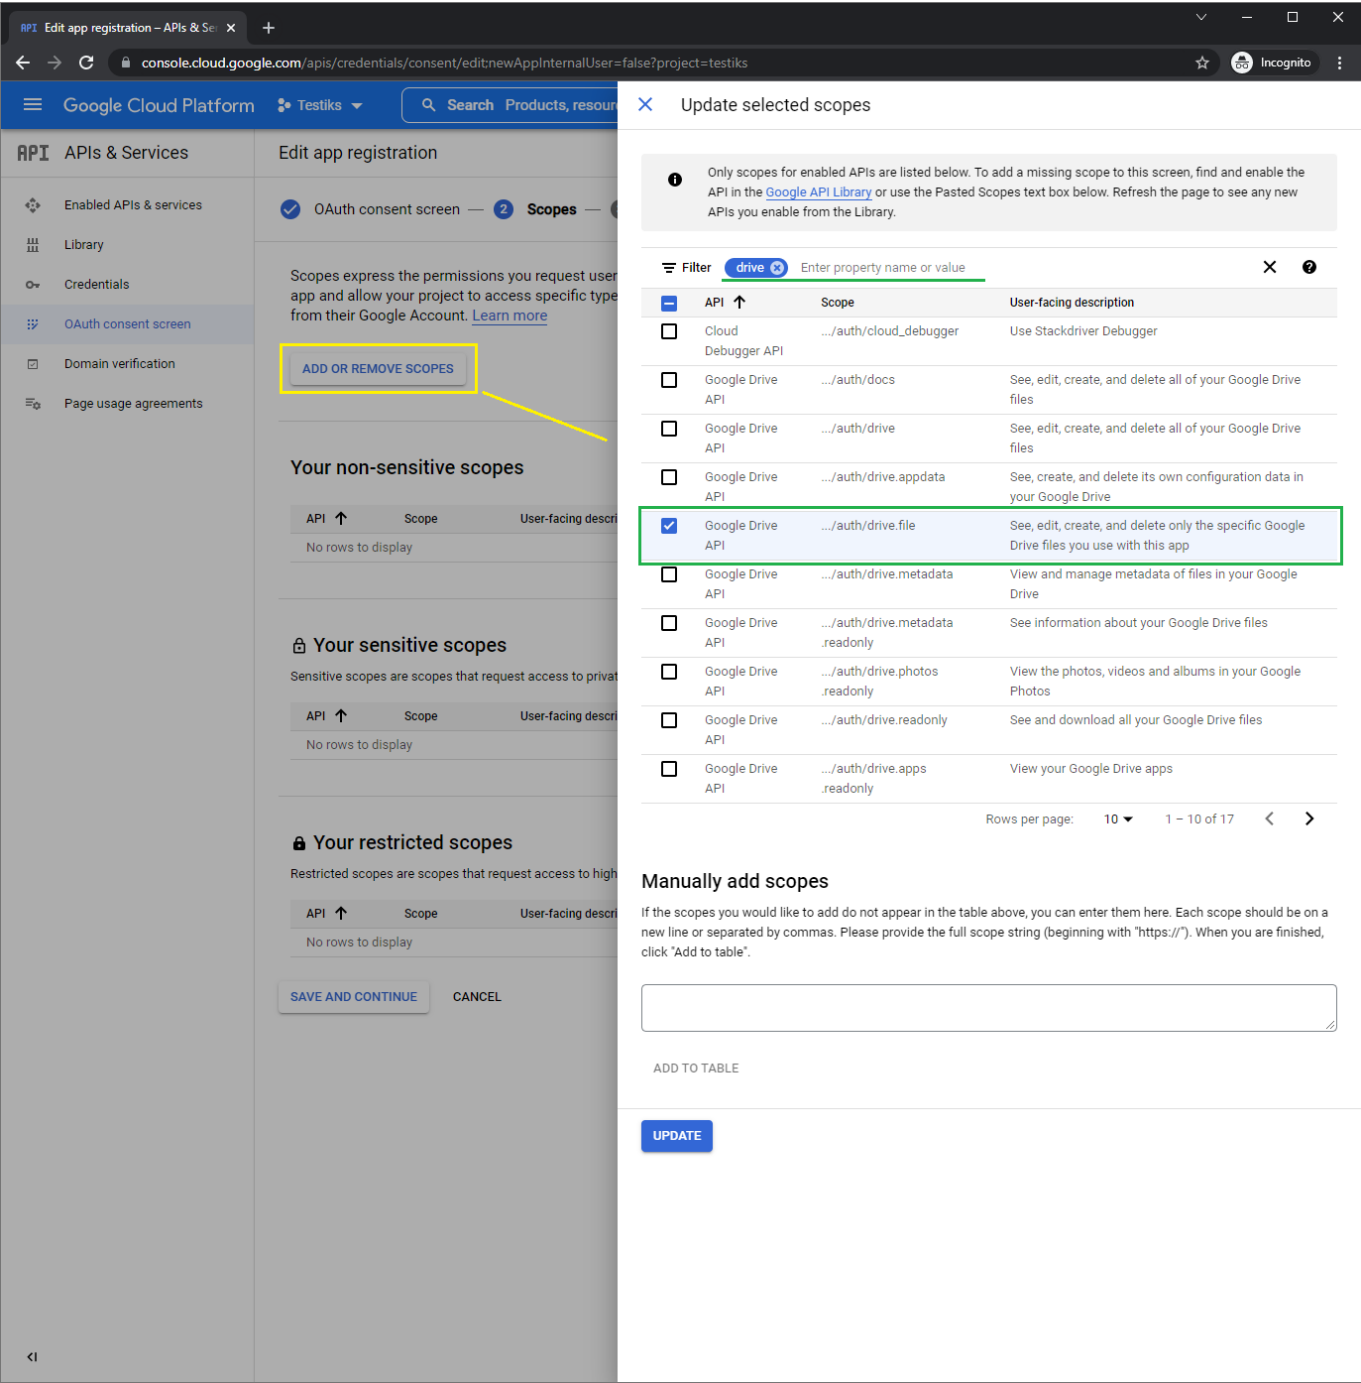 API Edit app registration – APIs & Ser
console.cloud.google.com/apis/credentials/consent/edit;newAppInternalUser=false?project=testiks
Incognito
Google Cloud Platform
Testiks
Search Products, resour
API APIs & Services
Enabled APIs & services
Library
Credentials
OAuth consent screen
Domain verification
Page usage agreements
Edit app registration
OAuth consent screen — 2 Scopes —
Scopes express the permissions you request user
app and allow your project to access specific type
from their Google Account. Learn more
ADD OR REMOVE SCOPES
Your non-sensitive scopes
API Scope User-facing descri
No rows to display
Your sensitive scopes
Sensitive scopes are scopes that request access to privat
API Scope User-facing descri
No rows to display
Your restricted scopes
Restricted scopes are scopes that request access to high
API Scope User-facing descri
No rows to display
SAVE AND CONTINUE CANCEL
Update selected scopes
Only scopes for enabled APIs are listed below. To add a missing scope to this screen, find and enable the
API in the Google API Library or use the Pasted Scopes text box below. Refresh the page to see any new
APIs you enable from the Library.
Filter drive Enter property name or value
API Scope User-facing description
Cloud .../auth/cloud_debugger Use Stackdriver Debugger
Debugger API
Google Drive .../auth/docs See, edit, create, and delete all of your Google Drive
API files
Google Drive .../auth/drive See, edit, create, and delete all of your Google Drive
API files
Google Drive .../auth/drive.appdata See, create, and delete its own configuration data in
API your Google Drive
Google Drive .../auth/drive.file See, edit, create, and delete only the specific Google
API Drive files you use with this app
Google Drive .../auth/drive.metadata View and manage metadata of files in your Google
API Drive
Google Drive .../auth/drive.metadata See information about your Google Drive files
API .readonly
Google Drive .../auth/drive.photos View the photos, videos and albums in your Google
API .readonly Photos
Google Drive .../auth/drive.readonly See and download all your Google Drive files
API
Google Drive .../auth/drive.apps View your Google Drive apps
API .readonly
Rows per page: 10 1 – 10 of 17
Manually add scopes
If the scopes you would like to add do not appear in the table above, you can enter them here. Each scope should be on a
new line or separated by commas. Please provide the full scope string (beginning with "https://"). When you are finished,
click "Add to table".
ADD TO TABLE
UPDATE